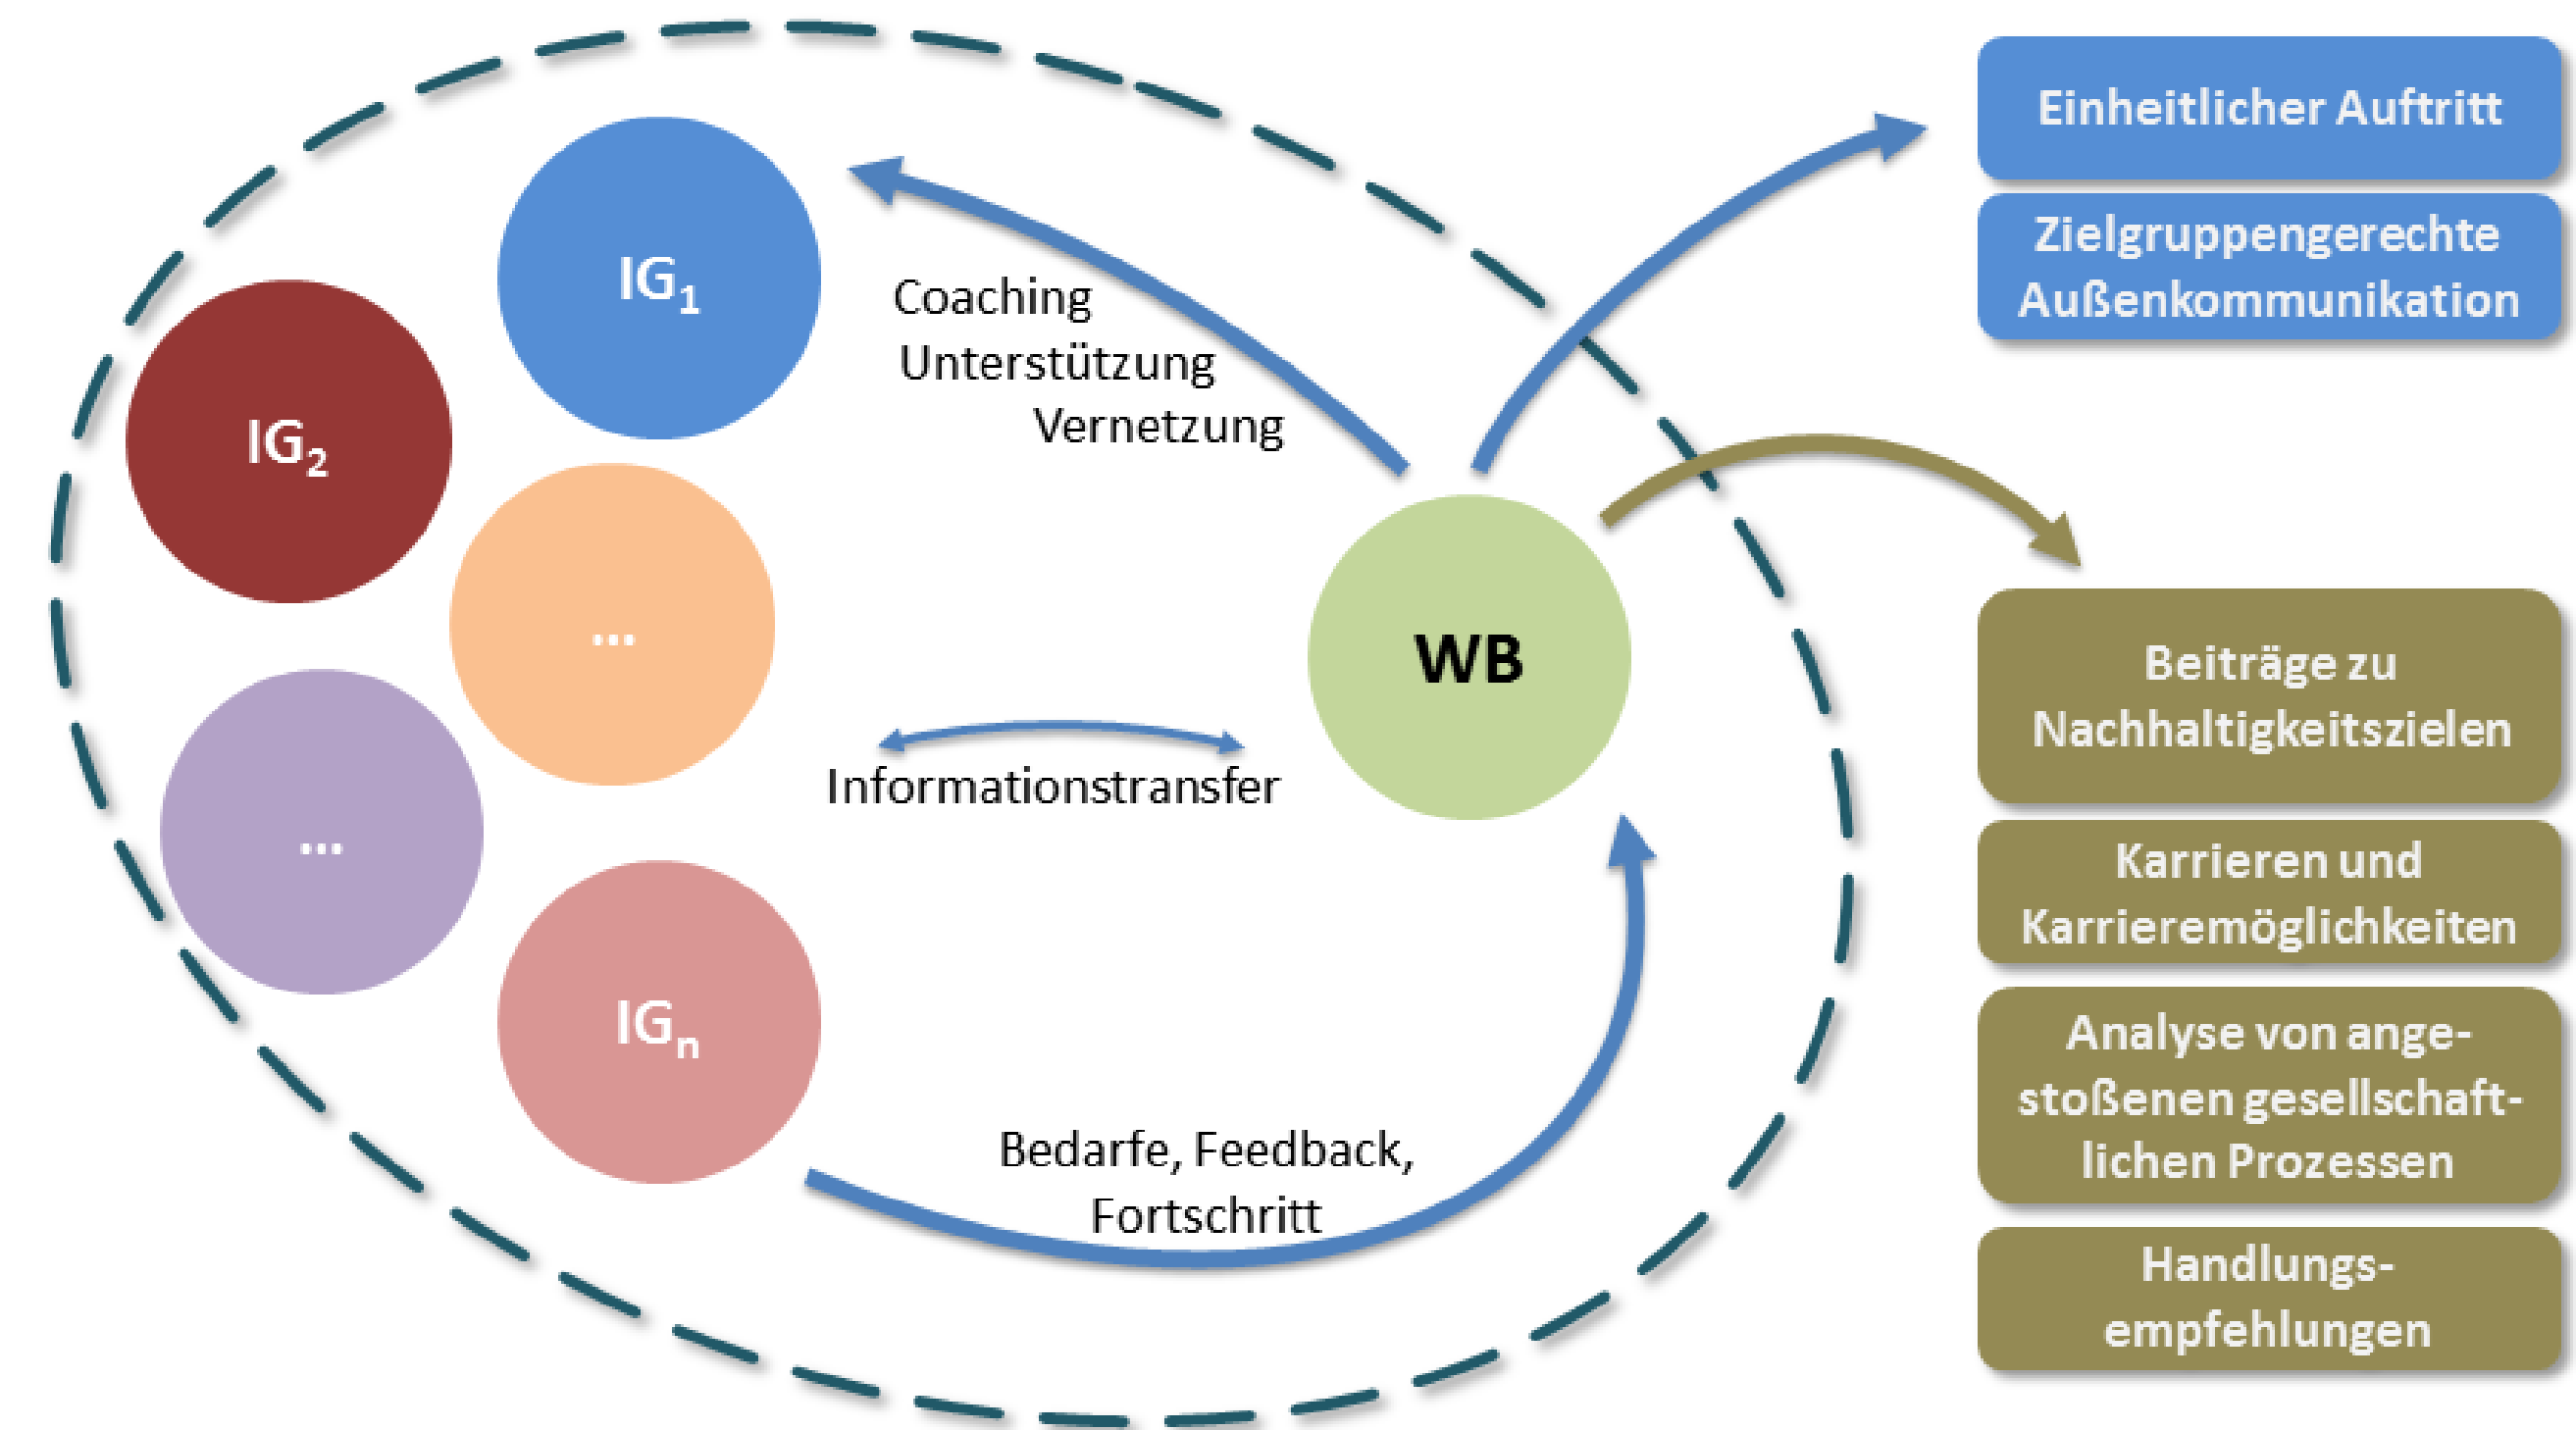 IG1
IG2
...
...
IGn
Coaching
Unterstützung
Vernetzung
WB
Informationstransfer
Bedarfe, Feedback,
Fortschritt
Einheitlicher Auftritt
Zielgruppengerechte
Außenkommunikation
Beiträge zu
Nachhaltigkeitszielen
Karrieren und
Karrieremöglichkeiten
Analyse von ange-
stoßenen gesellschaft-
lichen Prozessen
Handlungs-
empfehlungen